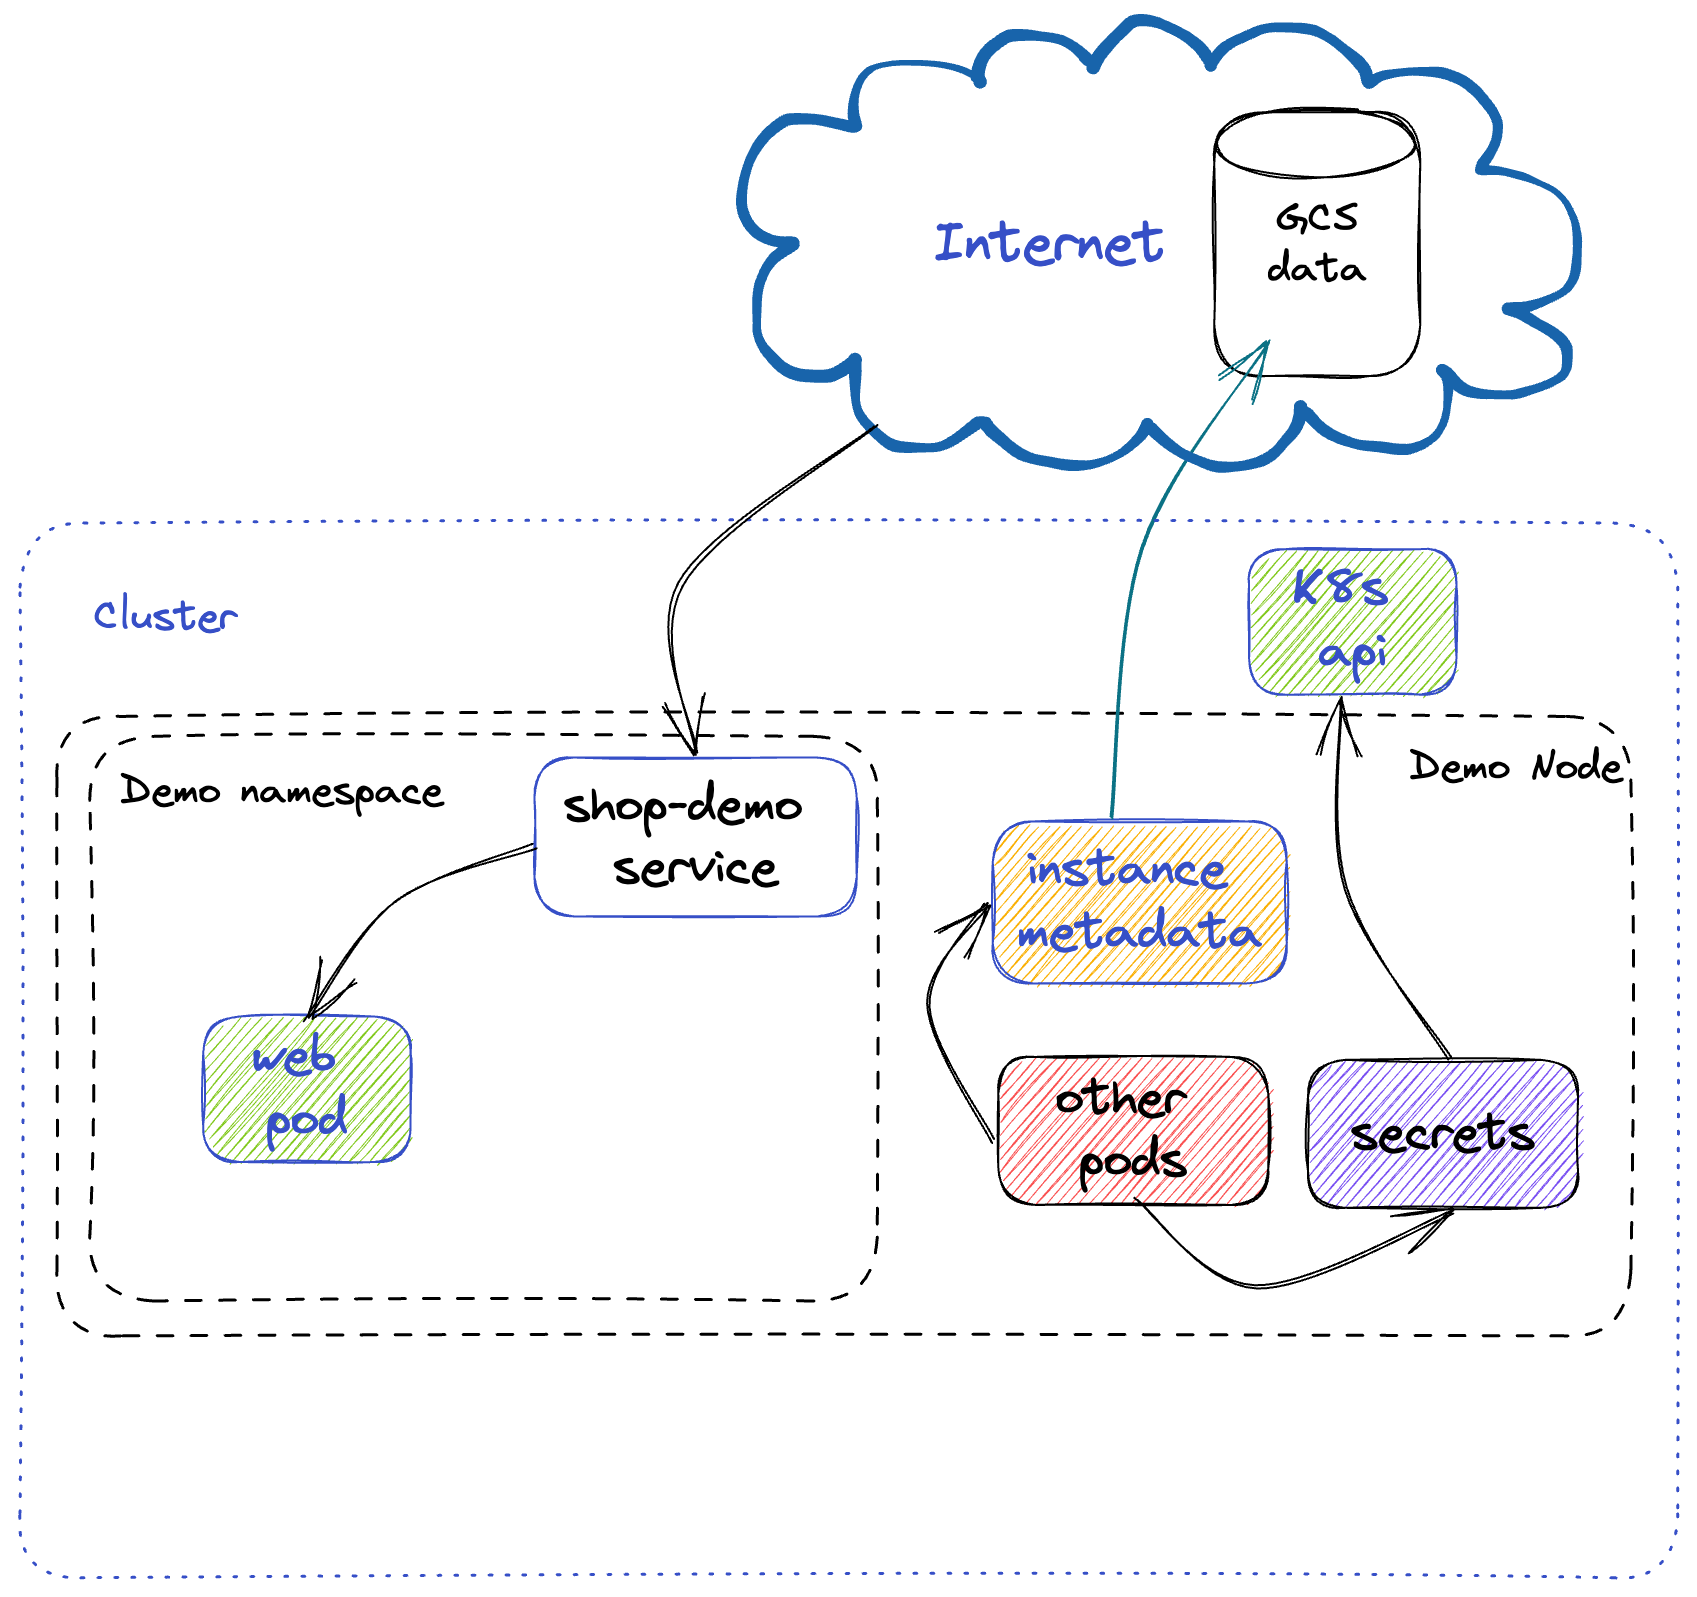 Internet
GCS
data
Cluster
K8s
api
Demo namespace
shop-demo
service
Demo Node
instance
metadata
web
pod
other
pods
secrets